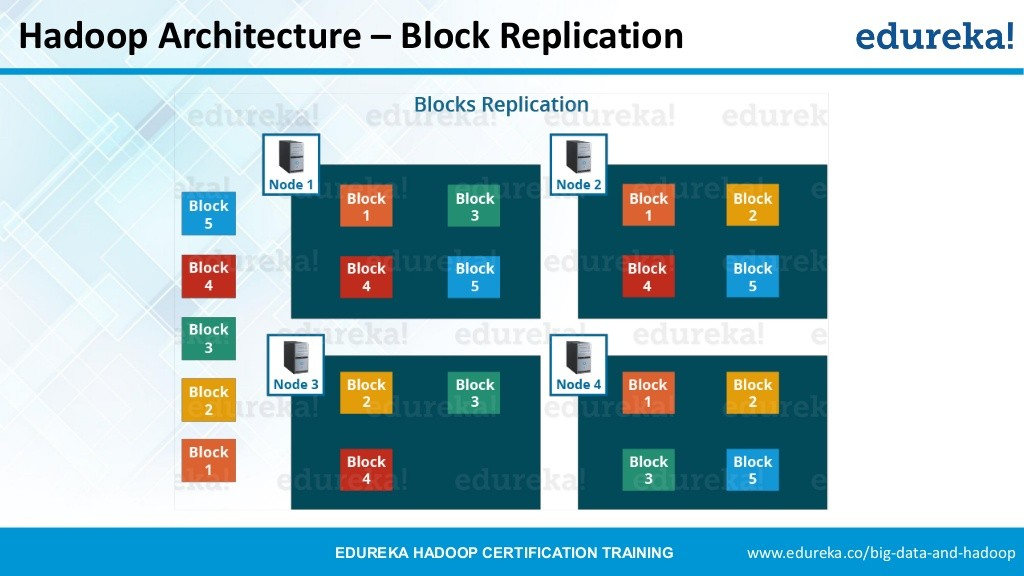 Hadoop Architecture – Block Replication
edureka!
Blocks Replication
Block
5
Block
4
Block
3
Block
2
Block
1
Node 1
Block
1
Block
3
Block
4
Block
5
Node 2
Block
1
Block
2
Block
4
Block
5
Node 3
Block
2
Block
3
Block
4
Node 4
Block
1
Block
2
Block
3
Block
5
EDUREKA HADOOP CERTIFICATION TRAINING
www.edureka.co/big-data-and-hadoop